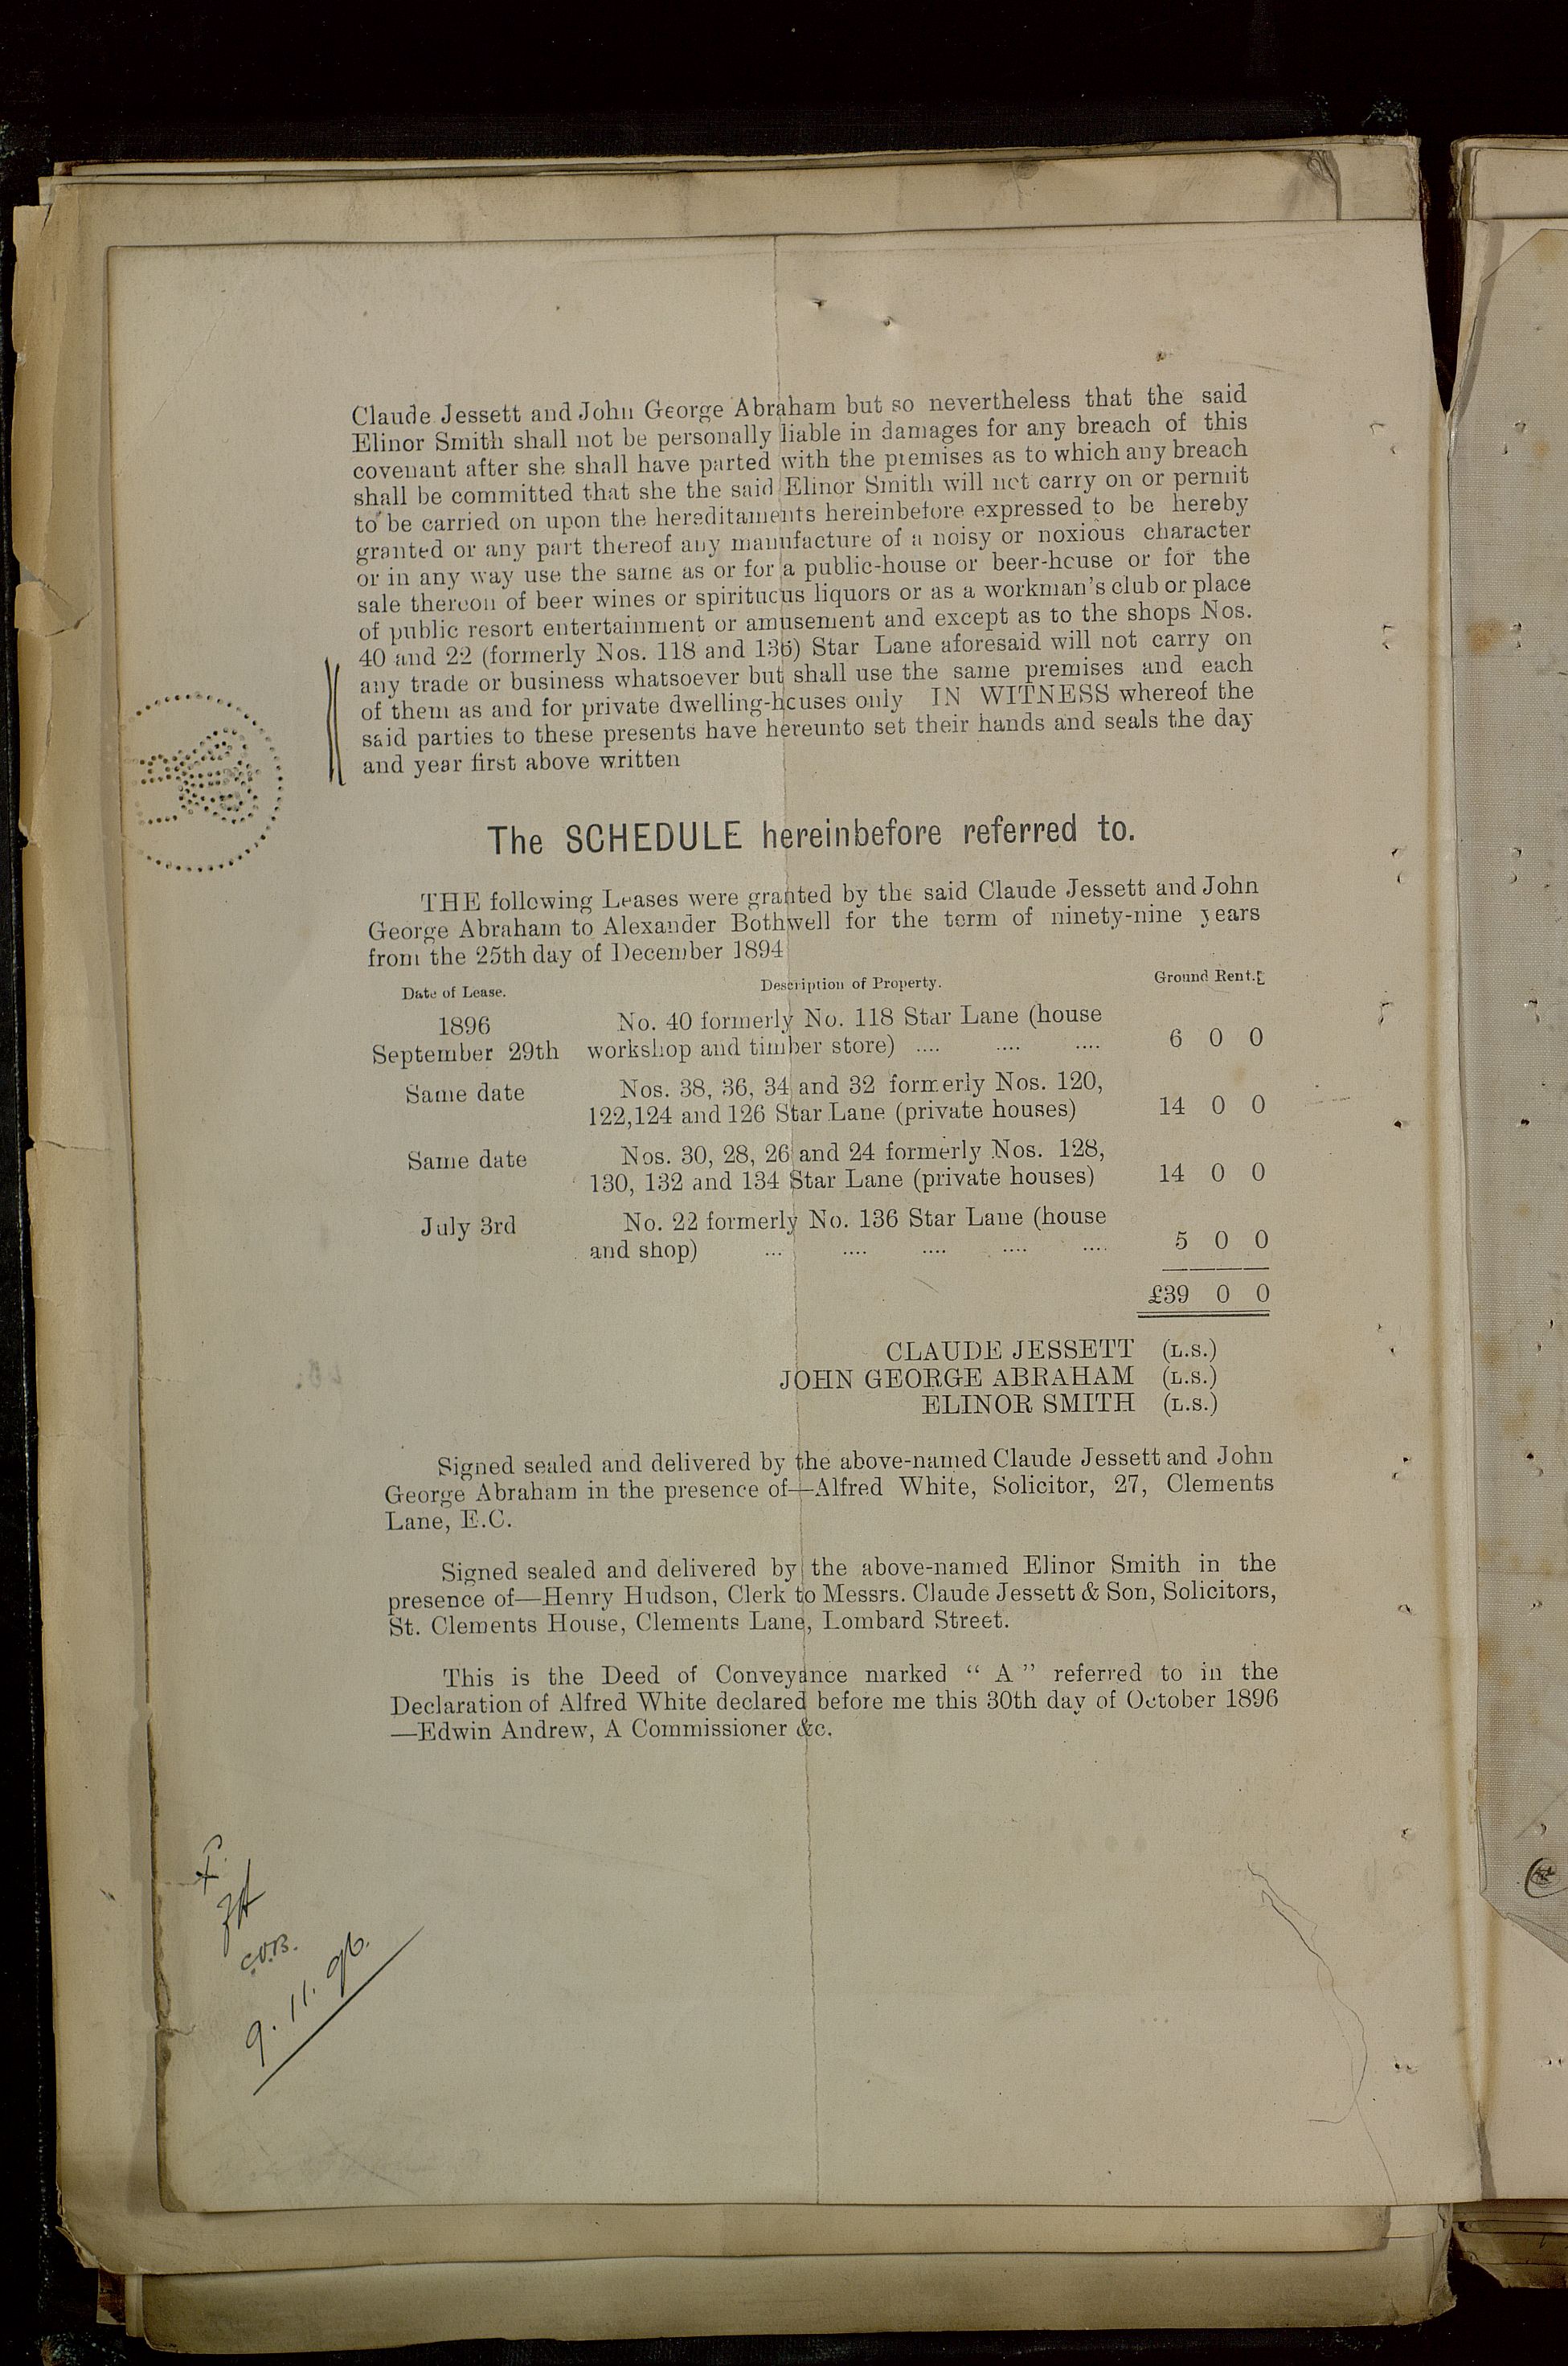 Claude Jessett and John George Abraham but so nevertheless that the said
Elinor Smith shall not be personally liable in damages for any breach of this
covenant after she shall have parted with the premises as to which any breach
shall be committed that she the said Elinor Smith will not carry on or permit
to be carried on upon the hereditaments hereinbefore expressed to be hereby
granted or any part thereof any manufacture of a noisy or noxious character
or in any way use the same as or for a public-house or beer-house or for the
sale thereon of beer wines or spirituous liquors or as a workman's club or place
of public resort entertainment or amusement and except as to the shops Nos.
40 and 22 (formerly Nos. 118 and 136) Star Lane aforesaid will not carry on
any trade or business whatsoever but shall use the same premises and each
of them as and for private dwelling-houses only IN WITNESS whereof the
said parties to these presents have hereunto set their hands and seals the day
and year first above written
The SCHEDULE hereinbefore referred to.
THE following Leases were granted by the said Claude Jessett and John
George Abraham to Alexander Bothwell for the term of ninety-nine years
from the 25th day of December 1894
Date of Lease. Description of Property. Ground Rent.
1896 No. 40 formerly No. 118 Star Lane (house
September 29th workshop and timber store) .... .... .... 6 0 0
Same date Nos. 38, 36, 34 and 32 formerly Nos. 120,
122,124 and 126 Star Lane (private houses) 14 0 0
Same date Nos. 30, 28, 26 and 24 formerly Nos. 128,
130, 132 and 134 Star Lane (private houses) 14 0 0
July 3rd No. 22 formerly No. 136 Star Lane (house
and shop) ... .... .... .... .... 5 0 0
£39 0 0
CLAUDE JESSETT (L.S.)
JOHN GEORGE ABRAHAM (L.S.)
ELINOR SMITH (L.S.)
Signed sealed and delivered by the above-named Claude Jessett and John
George Abraham in the presence of—Alfred White, Solicitor, 27, Clements
Lane, E.C.
Signed sealed and delivered by the above-named Elinor Smith in the
presence of—Henry Hudson, Clerk to Messrs. Claude Jessett & Son, Solicitors,
St. Clements House, Clements Lane, Lombard Street.
This is the Deed of Conveyance marked " A " referred to in the
Declaration of Alfred White declared before me this 30th day of October 1896
—Edwin Andrew, A Commissioner &c.
C.O.B.
9. 11. 96.